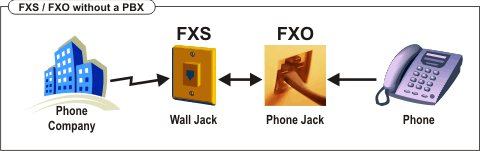 FXS / FXO without a PBX
FXS
FXO
Phone
Company
Wall Jack
Phone Jack
Phone